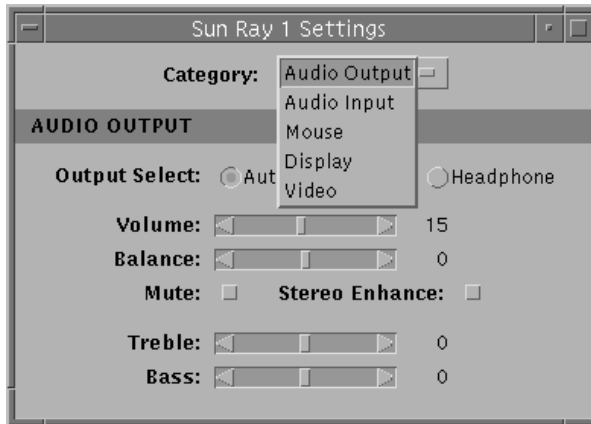 Sun Ray 1 Settings
Category: Audio Output
Audio Input
Mouse
Display
Video
AUDIO OUTPUT
Output Select: Aut Headphone
Volume: 15
Balance: 0
Mute: Stereo Enhance:
Treble: 0
Bass: 0